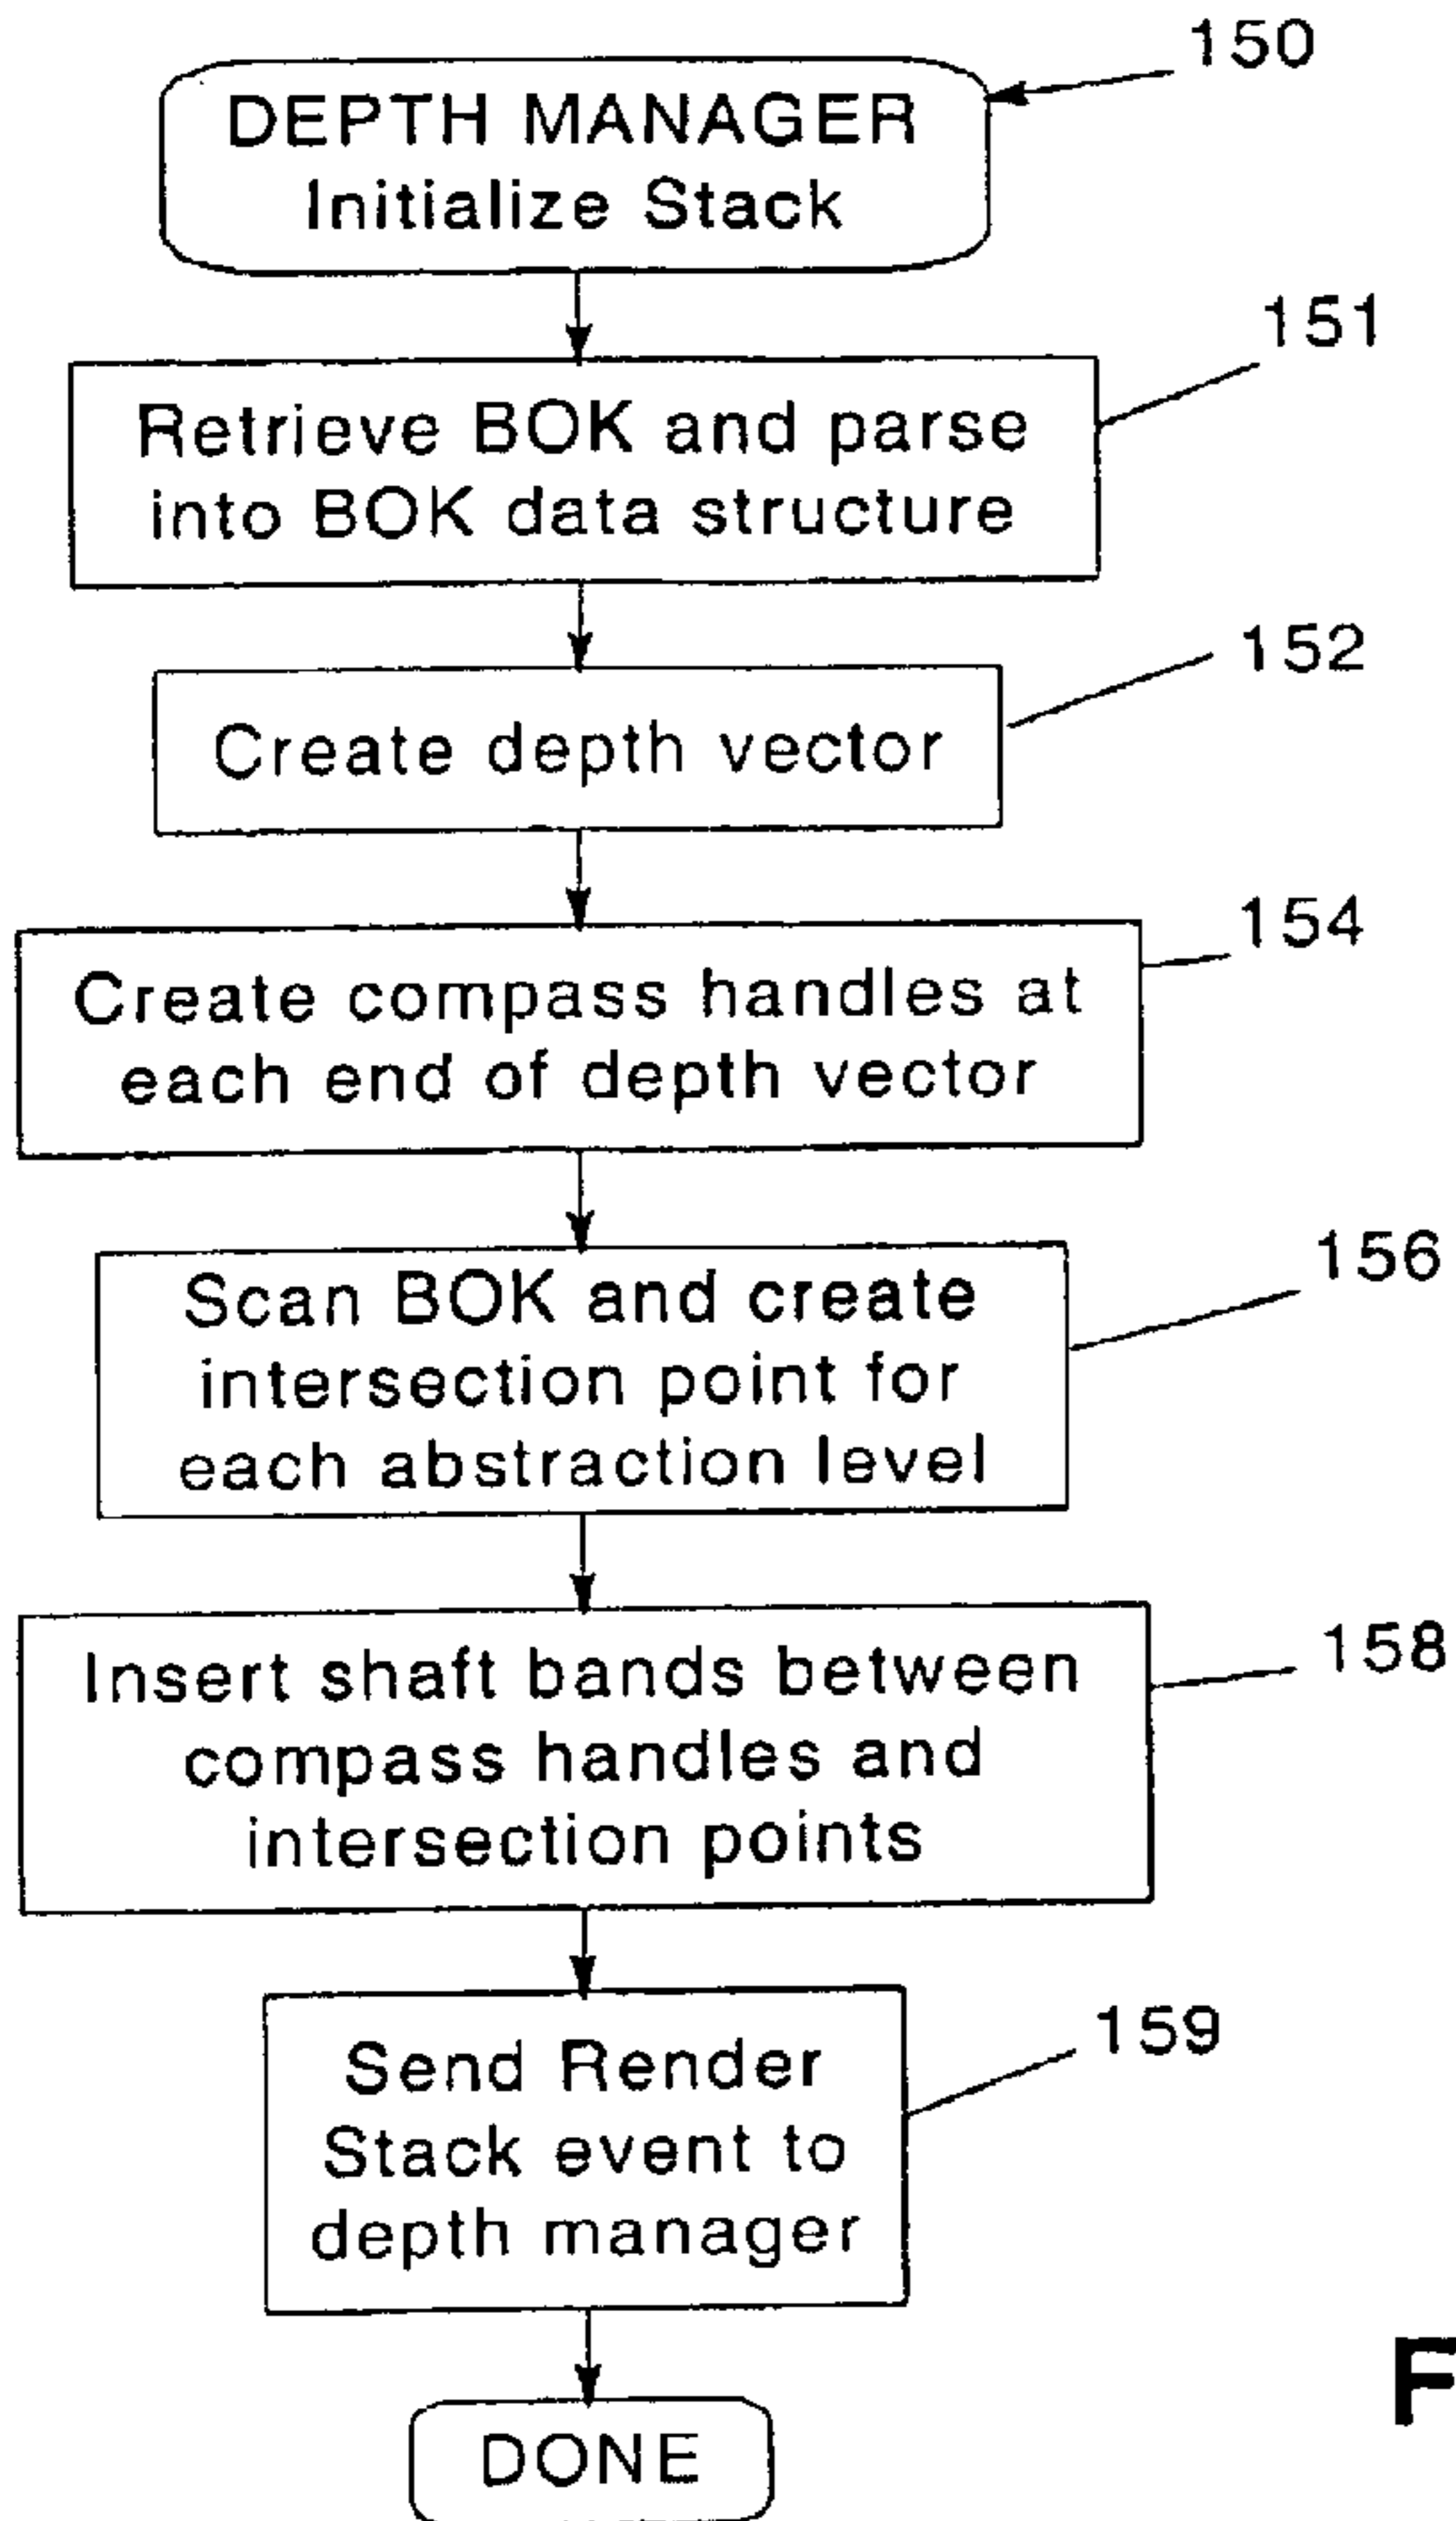 150
DEPTH MANAGER
Initialize Stack
151
Retrieve BOK and parse
into BOK data structure
152
Create depth vector
154
Create compass handles at
each end of depth vector
156
Scan BOK and create
intersection point for
each abstraction level
158
Insert shaft bands between
compass handles and
intersection points
159
Send Render
Stack event to
depth manager
F
DONE